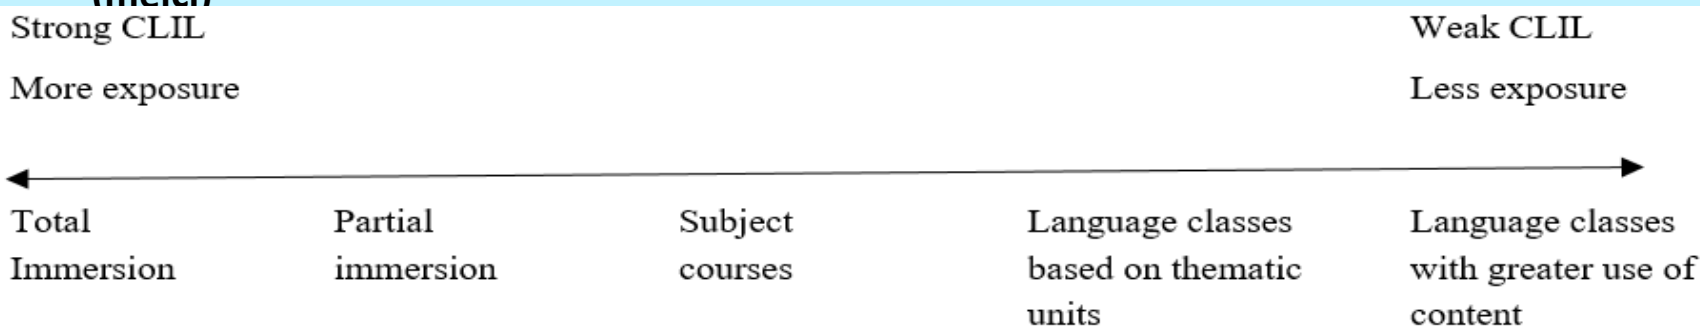 Strong CLIL
Weak CLIL
More exposure
Less exposure
Total Immersion
Partial immersion
Subject courses
Language classes based on thematic units
Language classes with greater use of content